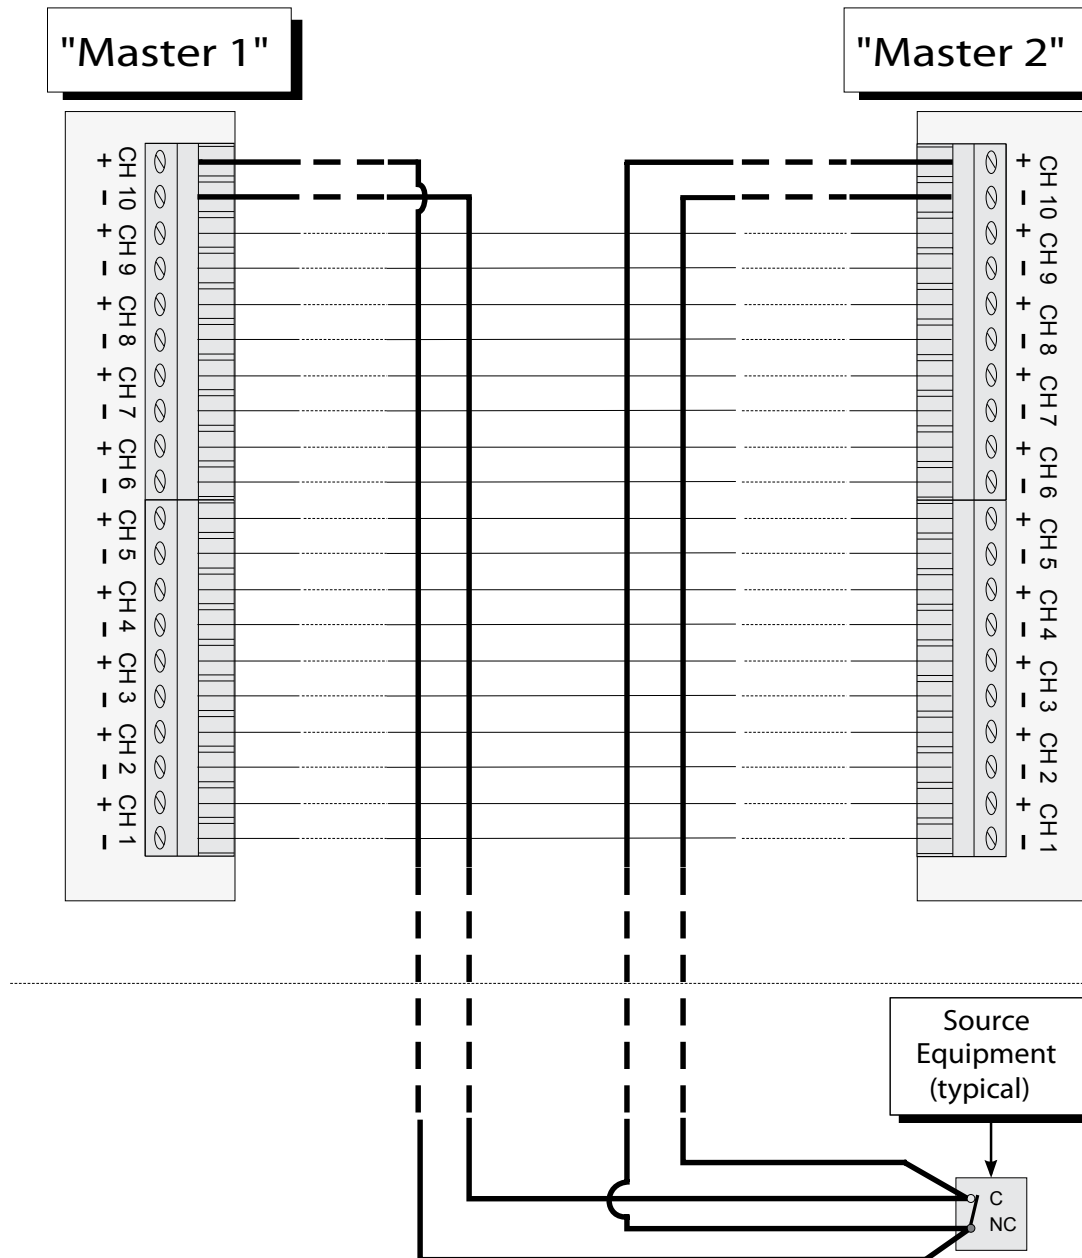 "Master 1"
"Master 2"
+ CH
- 10
+ CH
- 9
+ CH
- 8
+ CH
- 7
+ CH
- 6
+ CH
- 5
+ CH
- 4
+ CH
- 3
+ CH
- 2
+ CH
- 1
+ CH
- 10
+ CH
- 9
+ CH
- 8
+ CH
- 7
+ CH
- 6
+ CH
- 5
+ CH
- 4
+ CH
- 3
+ CH
- 2
+ CH
- 1
Source
Equipment
(typical)
C
NC